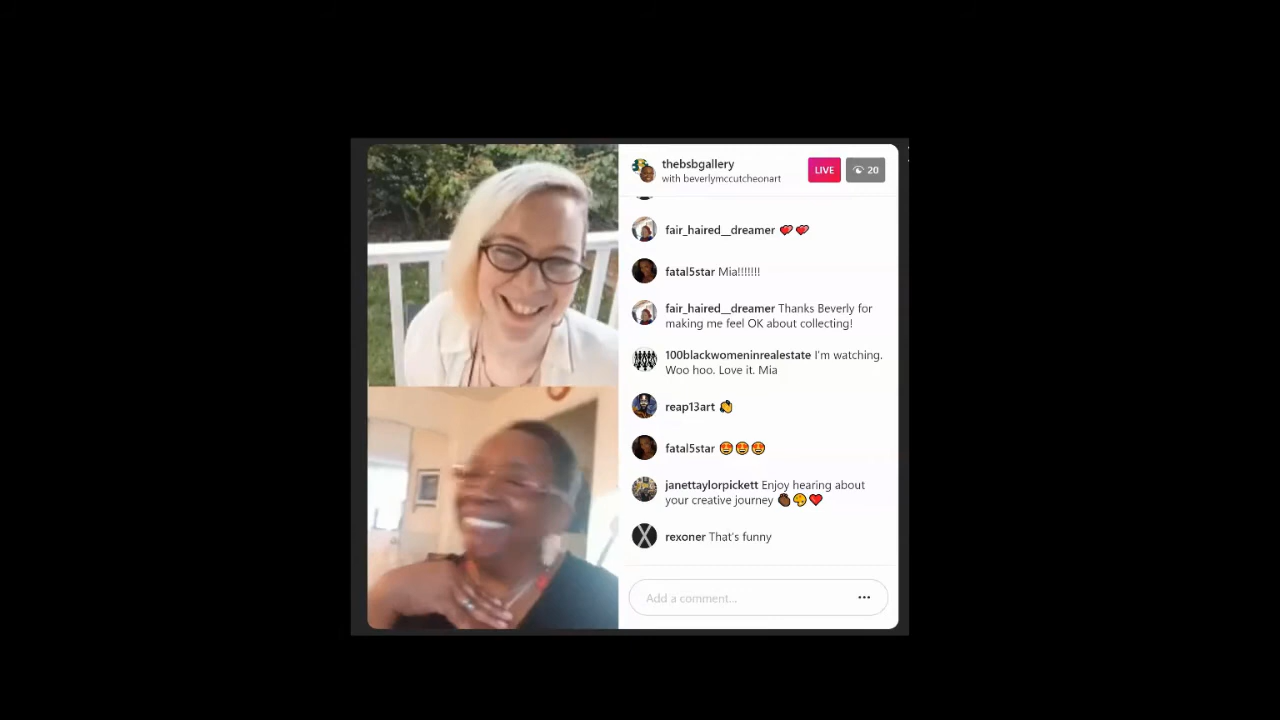 thebsbgallery
with beverlymccutcheonart
LIVE
20
fair_haired__dreamer 💕💕
fatal5star Mia!!!!!!!
fair_haired__dreamer Thanks Beverly for
making me feel OK about collecting!
100blackwomeninrealestate I'm watching.
Woo hoo. Love it. Mia
reap13art 👏
fatal5star 😍😍😍
janettaylorpickett Enjoy hearing about
your creative journey 👏🏿🎨❤️
rexoner That's funny
Add a comment...